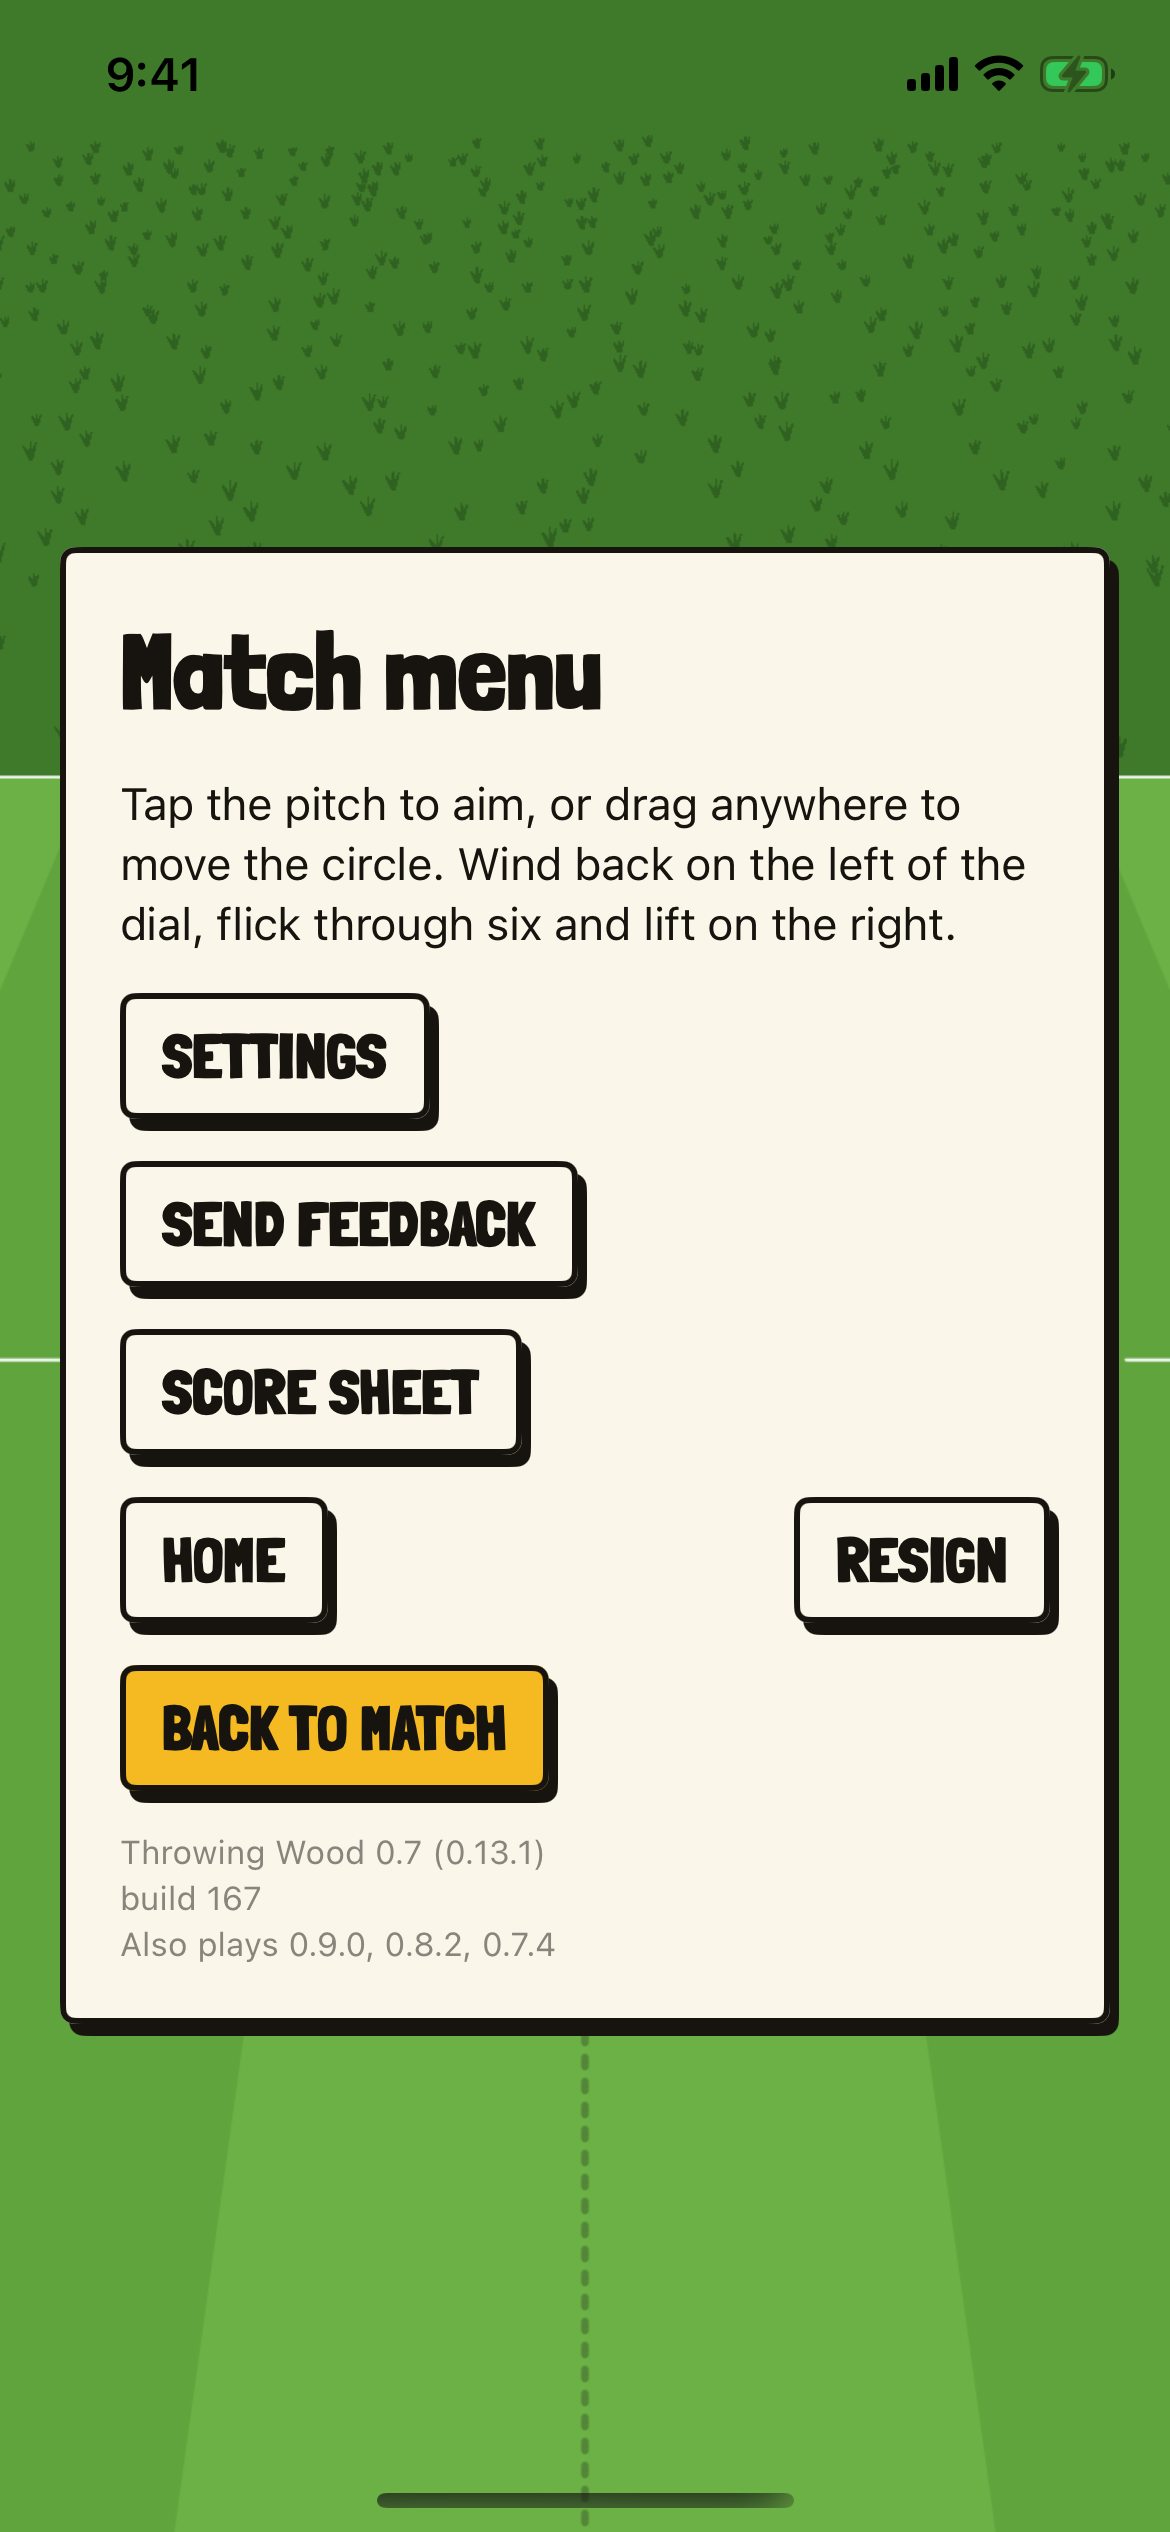 9:41
Match menu
Tap the pitch to aim, or drag anywhere to
move the circle. Wind back on the left of the
dial, flick through six and lift on the right.
SETTINGS
SEND FEEDBACK
SCORE SHEET
HOME
RESIGN
BACK TO MATCH
Throwing Wood 0.7 (0.13.1)
build 167
Also plays 0.9.0, 0.8.2, 0.7.4